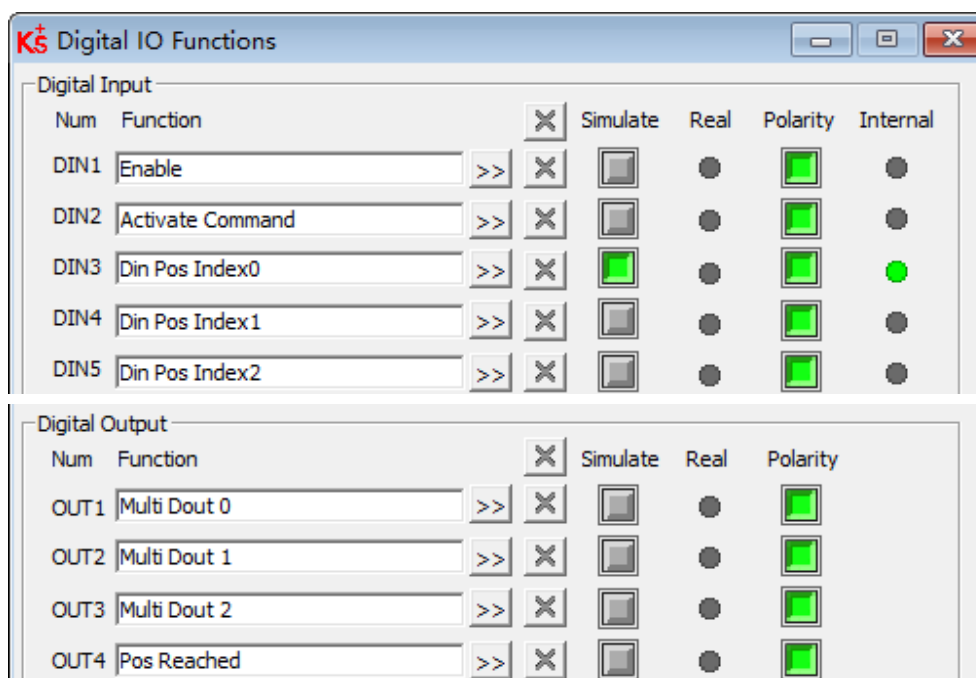 Kṡ+ Digital IO Functions
Digital Input
Num Function Simulate Real Polarity Internal
DIN1 Enable >>
DIN2 Activate Command >>
DIN3 Din Pos Index0 >>
DIN4 Din Pos Index1 >>
DIN5 Din Pos Index2 >>
Digital Output
Num Function Simulate Real Polarity
OUT1 Multi Dout 0 >>
OUT2 Multi Dout 1 >>
OUT3 Multi Dout 2 >>
OUT4 Pos Reached >>